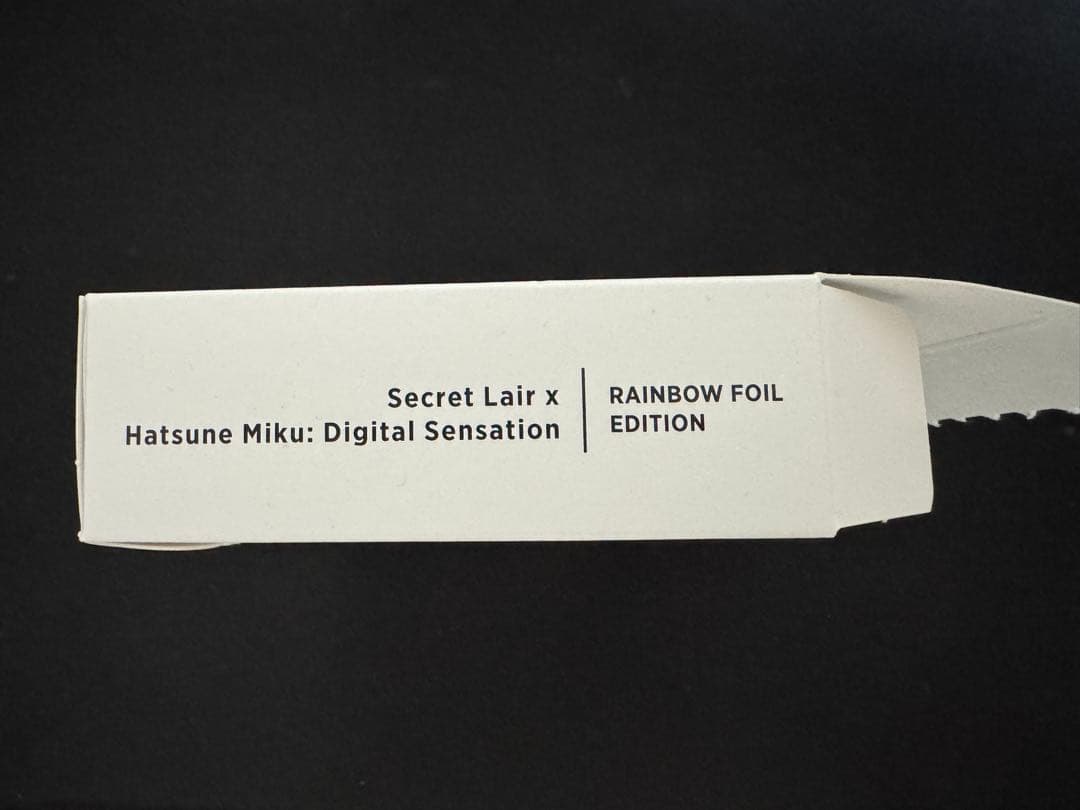 Secret Lair x
Hatsune Miku: Digital Sensation
RAINBOW FOIL
EDITION